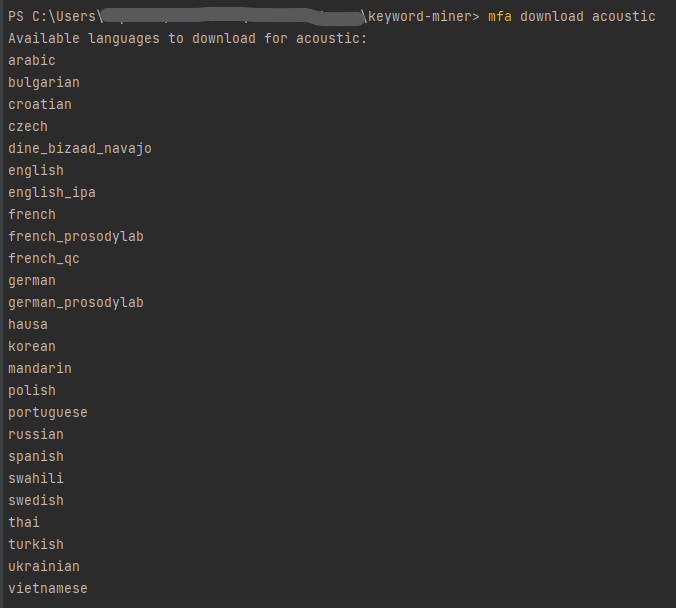 PS C:\Users\ \keyword-miner> mfa download acoustic
Available languages to download for acoustic:
arabic
bulgarian
croatian
czech
dine_bizaad_navajo
english
english_ipa
french
french_prosodylab
french_qc
german
german_prosodylab
hausa
korean
mandarin
polish
portuguese
russian
spanish
swahili
swedish
thai
turkish
ukrainian
vietnamese